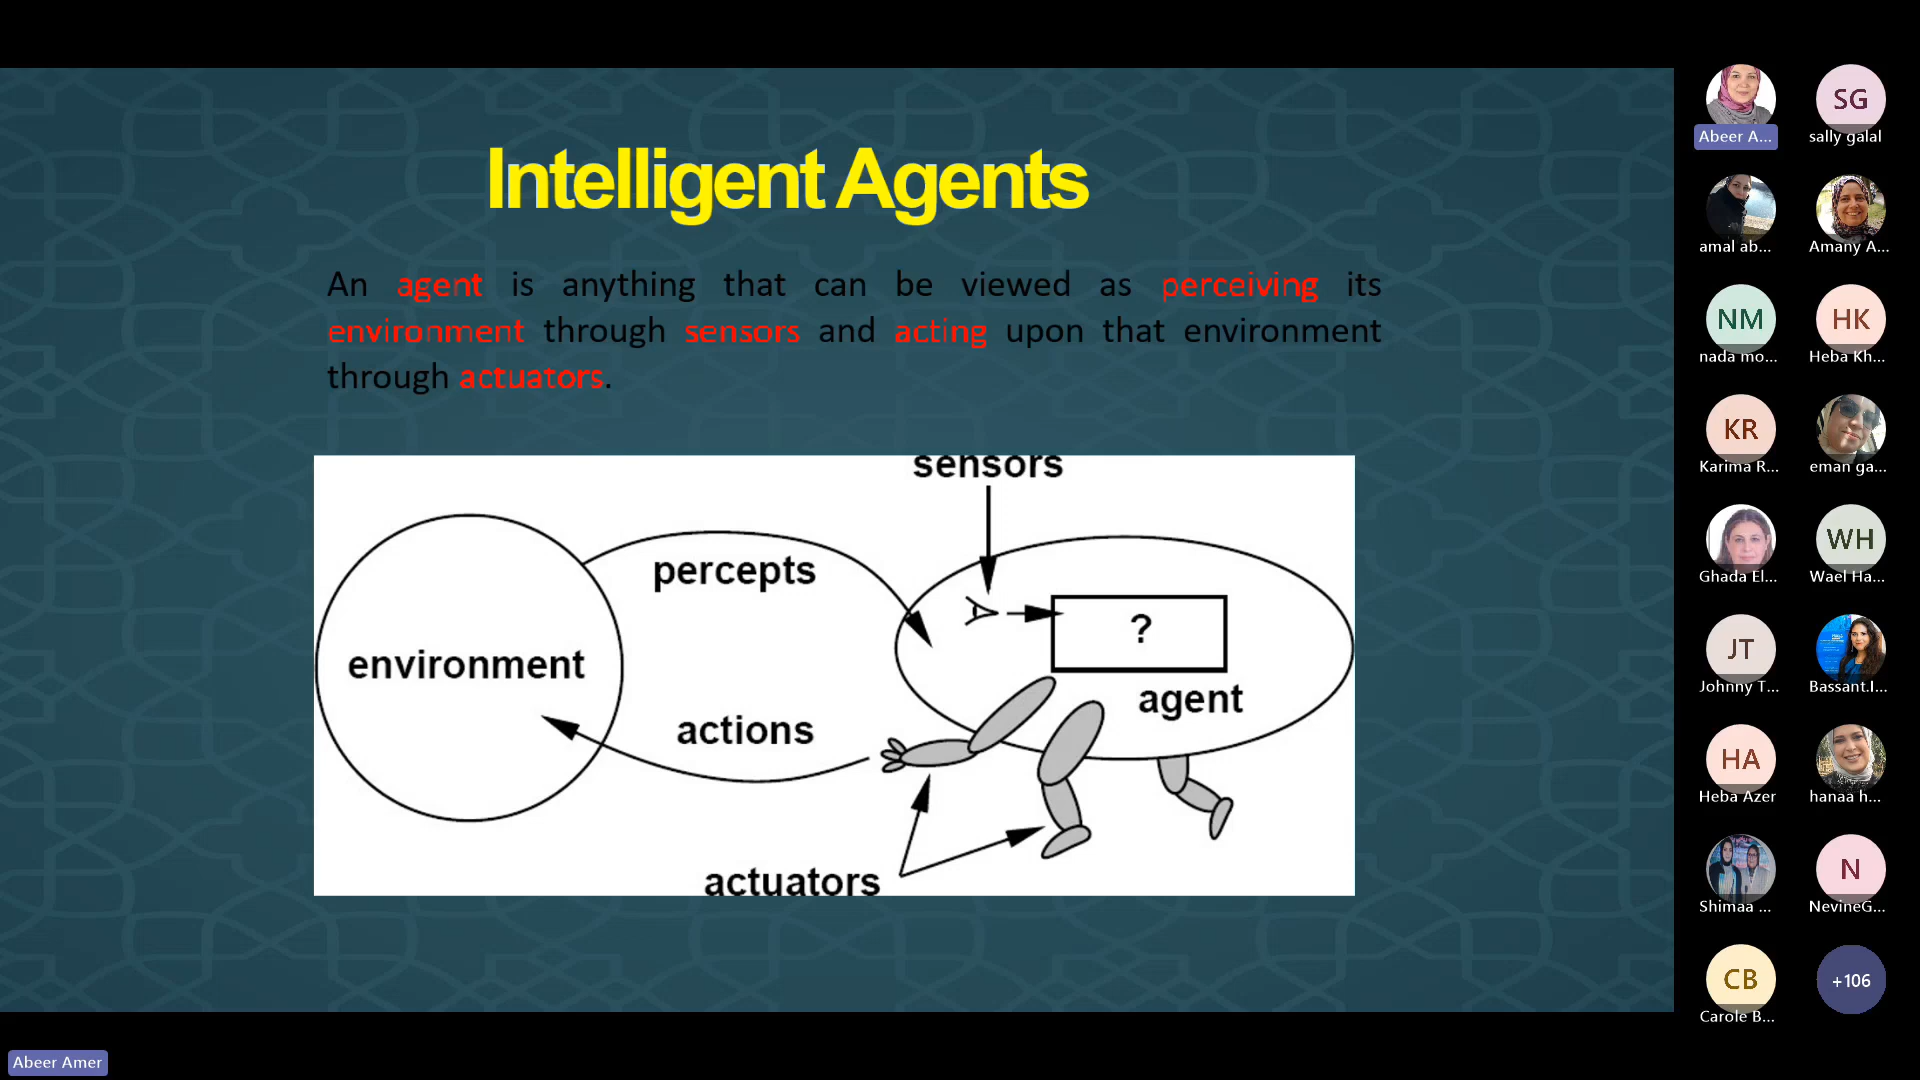 Intelligent Agents
An agent is anything that can be viewed as perceiving its
environment through sensors and acting upon that environment
through actuators.
sensors
percepts
environment
?
agent
actions
actuators
Abeer A...
SG
sally galal
amal ab...
Amany A...
NM
nada mo...
HK
Heba Kh...
KR
Karima R...
eman ga...
Ghada El...
WH
Wael Ha...
JT
Johnny T...
Bassant.I...
HA
Heba Azer
hanaa h...
Shimaa ...
N
NevineG...
CB
Carole B...
+106
Abeer Amer